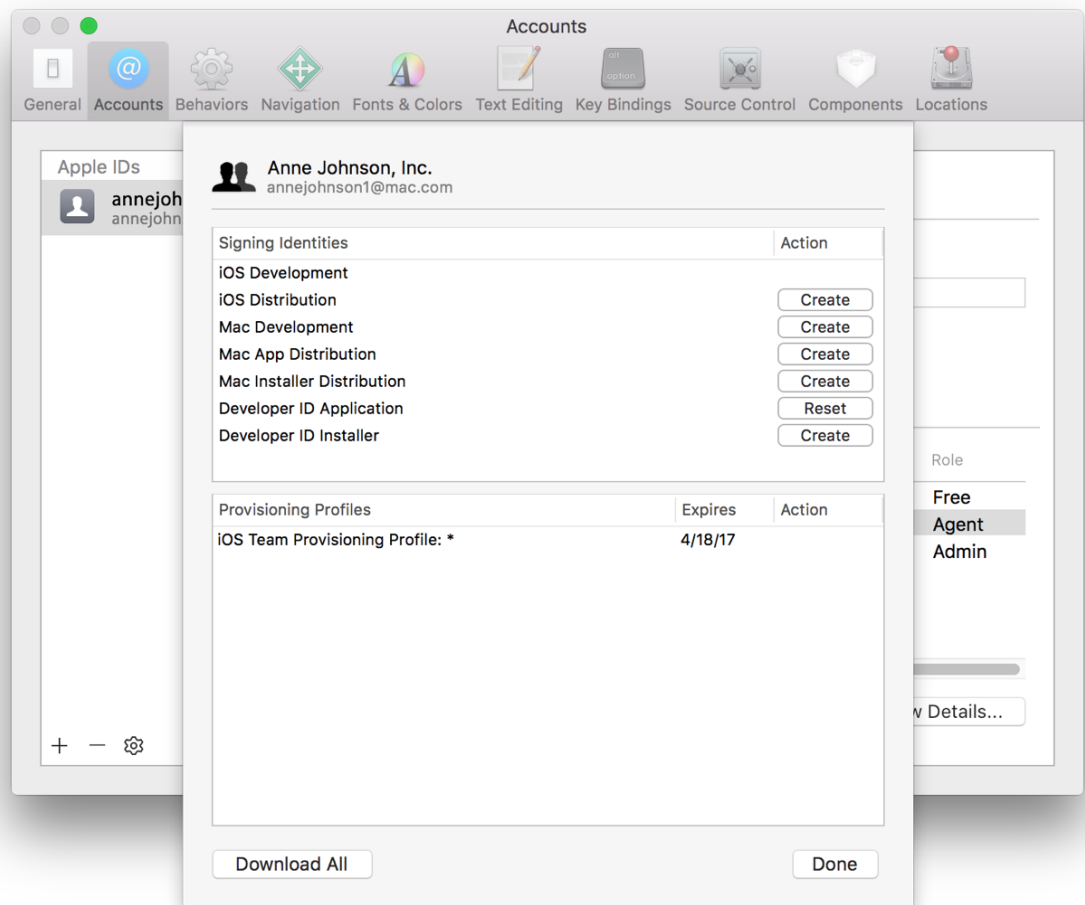 Accounts
General Accounts Behaviors Navigation Fonts & Colors Text Editing Key Bindings Source Control Components Locations
alt
option
Apple IDs
annejoh
annejohn
Anne Johnson, Inc.
annejohnson1@mac.com
Signing Identities Action
iOS Development
iOS Distribution Create
Mac Development Create
Mac App Distribution Create
Mac Installer Distribution Create
Developer ID Application Reset
Developer ID Installer Create
Provisioning Profiles Expires Action
iOS Team Provisioning Profile: * 4/18/17
Role
Free
Agent
Admin
w Details...
Download All Done